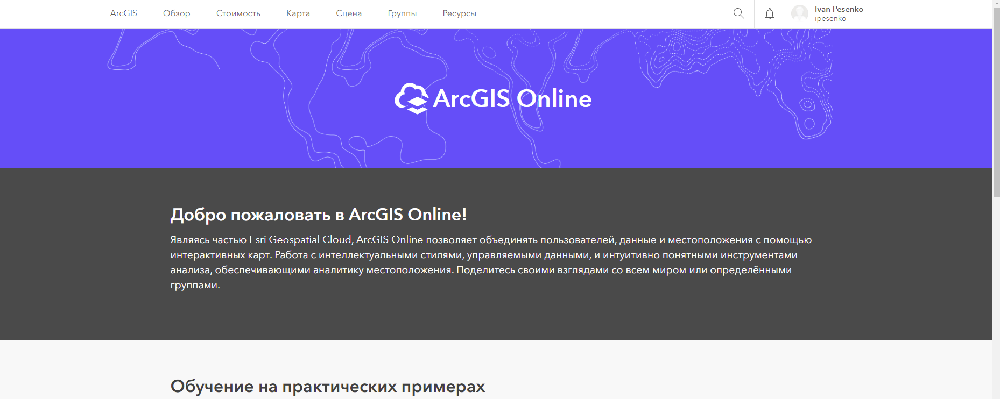 ArcGIS Обзор Стоимость Карта Сцена Группы Ресурсы
Ivan Pesenko
ipesenko
ArcGIS Online
Добро пожаловать в ArcGIS Online!
Являясь частью Esri Geospatial Cloud, ArcGIS Online позволяет объединять пользователей, данные и местоположения с помощью
интерактивных карт. Работа с интеллектуальными стилями, управляемыми данными, и интуитивно понятными инструментами
анализа, обеспечивающими аналитику местоположения. Поделитесь своими взглядами со всем миром или определёнными
группами.
Обучение на практических примерах